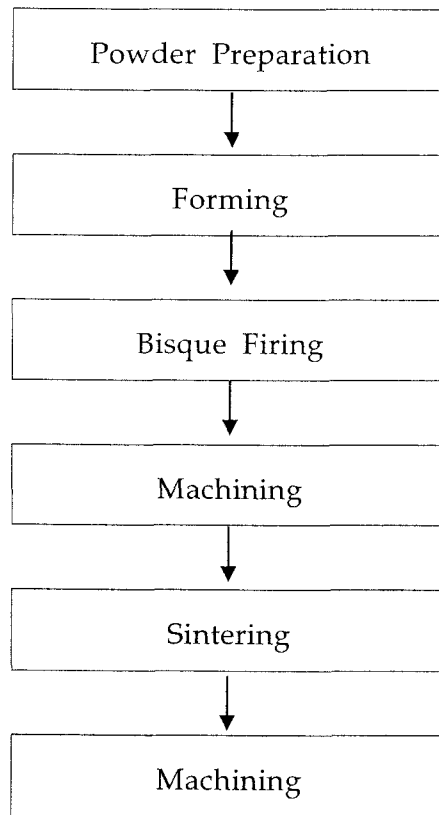 Powder Preparation
Forming
Bisque Firing
Machining
Sintering
Machining